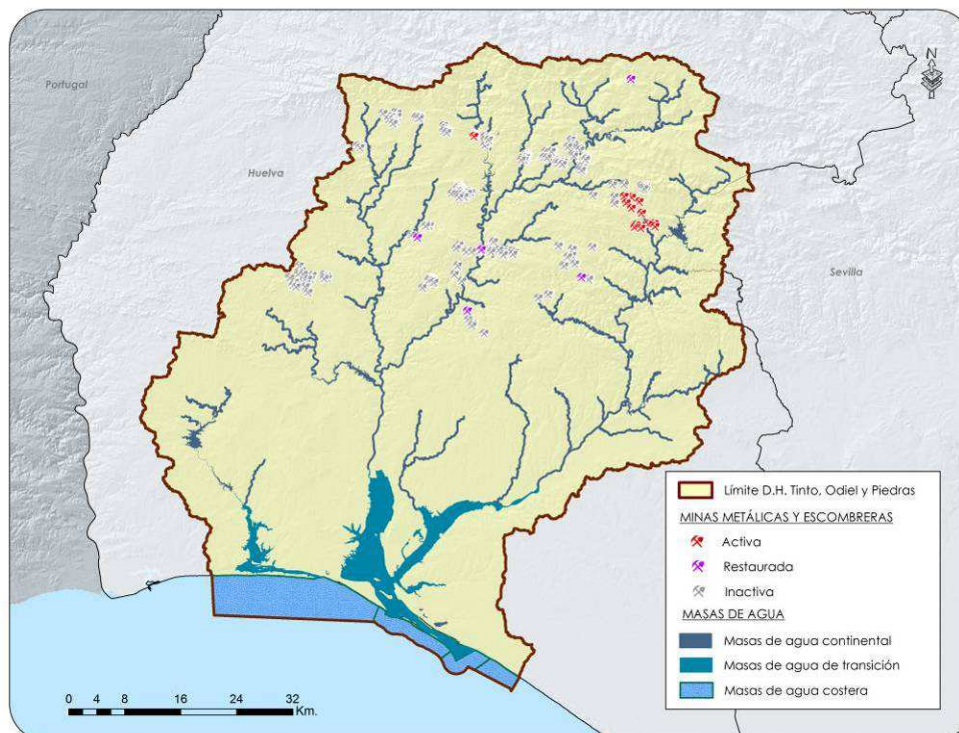 Portugal
N
Huelva
Sevilla
Límite D.H. Tinto, Odiel y Piedras
MINAS METÁLICAS Y ESCOMBRERAS
Activa
Restaurada
Inactiva
MASAS DE AGUA
Masas de agua continental
Masas de agua de transición
Masas de agua costera
0 4 8 16 24 32
Km.